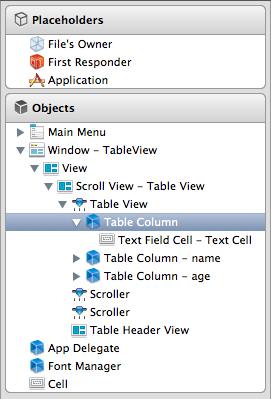 Placeholders
File's Owner
First Responder
Application
Objects
Main Menu
Window – TableView
View
Scroll View – Table View
Table View
Table Column
Text Field Cell – Text Cell
Table Column – name
Table Column – age
Scroller
Scroller
Table Header View
App Delegate
Font Manager
Cell